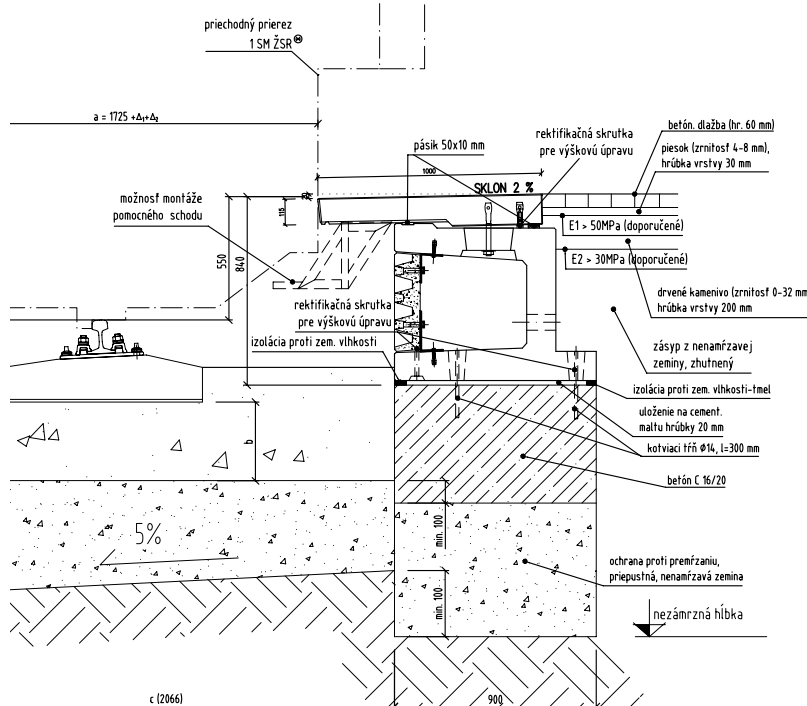 priechodný prierez
1 SM ŽSR Ⓜ
a = 1725 +Δ₁+Δ₂
pásik 50x10 mm
rektifikačná skrutka
pre výškovú úpravu
betón. dlažba (hr. 60 mm)
piesok (zrnitosť 4-8 mm),
hrúbka vrstvy 30 mm
1000
SKLON 2 %
možnosť montáže
pomocného schodu
115
E1 > 50MPa (doporučené)
E2 > 30MPa (doporučené)
550
840
drvené kamenivo (zrnitosť 0-32 mm
hrúbka vrstvy 200 mm
rektifikačná skrutka
pre výškovú úpravu
izolácia proti zem. vlhkosti
zásyp z nenamŕzavej
zeminy, zhutnený
izolácia proti zem. vlhkosti-tmel
uloženie na cement.
maltu hrúbky 20 mm
kotviaci tŕň Ø14, l=300 mm
b
betón C 16/20
min. 100
5%
ochrana proti premŕzaniu,
priepustná, nenamŕzavá zemina
min. 100
nezámrzná hĺbka
c (2066)
900